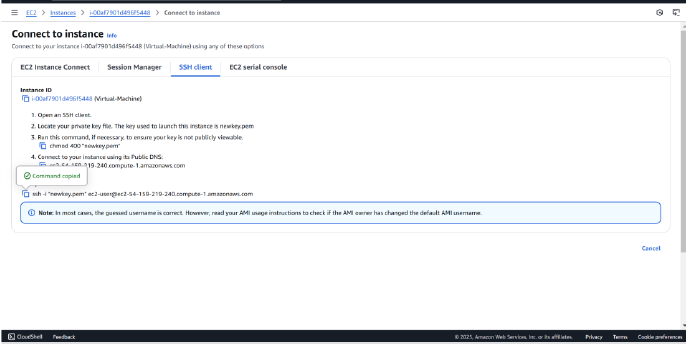 EC2 > Instances > i-00af7901d496f5448 > Connect to instance
Connect to instance Info
Connect to your instance i-00af7901d496f5448 (Virtual-Machine) using any of these options
EC2 Instance Connect Session Manager SSH client EC2 serial console
Instance ID
i-00af7901d496f5448 (Virtual-Machine)
1. Open an SSH client.
2. Locate your private key file. The key used to launch this instance is newkey.pem
3. Run this command, if necessary, to ensure your key is not publicly viewable.
chmod 400 "newkey.pem"
4. Connect to your instance using its Public DNS:
ec2-54-159-219-240.compute-1.amazonaws.com
Command copied
ssh -i "newkey.pem" ec2-user@ec2-54-159-219-240.compute-1.amazonaws.com
Note: In most cases, the guessed username is correct. However, read your AMI usage instructions to check if the AMI owner has changed the default AMI username.
Cancel
CloudShell Feedback © 2025, Amazon Web Services, Inc. or its affiliates. Privacy Terms Cookie preferences